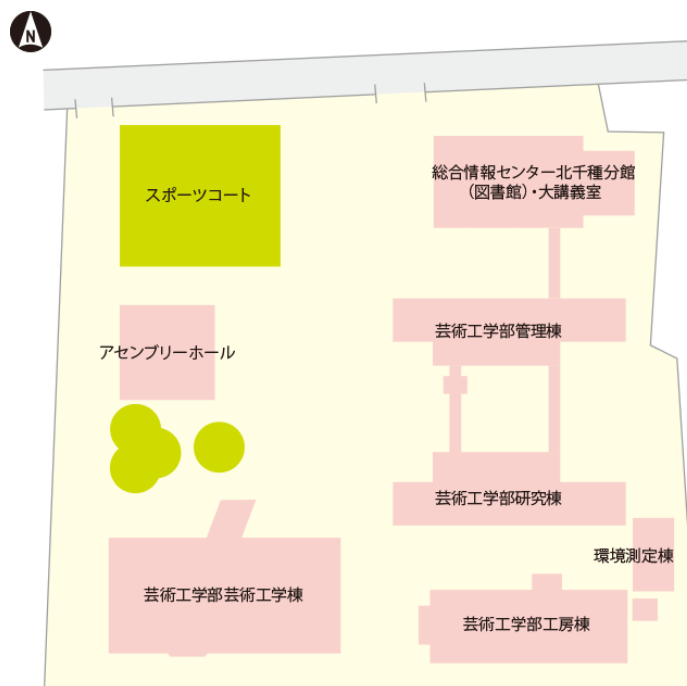 N
総合情報センター北千種分館
(図書館)・大講義室
スポーツコート
芸術工学部管理棟
アセンブリーホール
芸術工学部研究棟
環境測定棟
芸術工学部芸術工学棟
芸術工学部工房棟